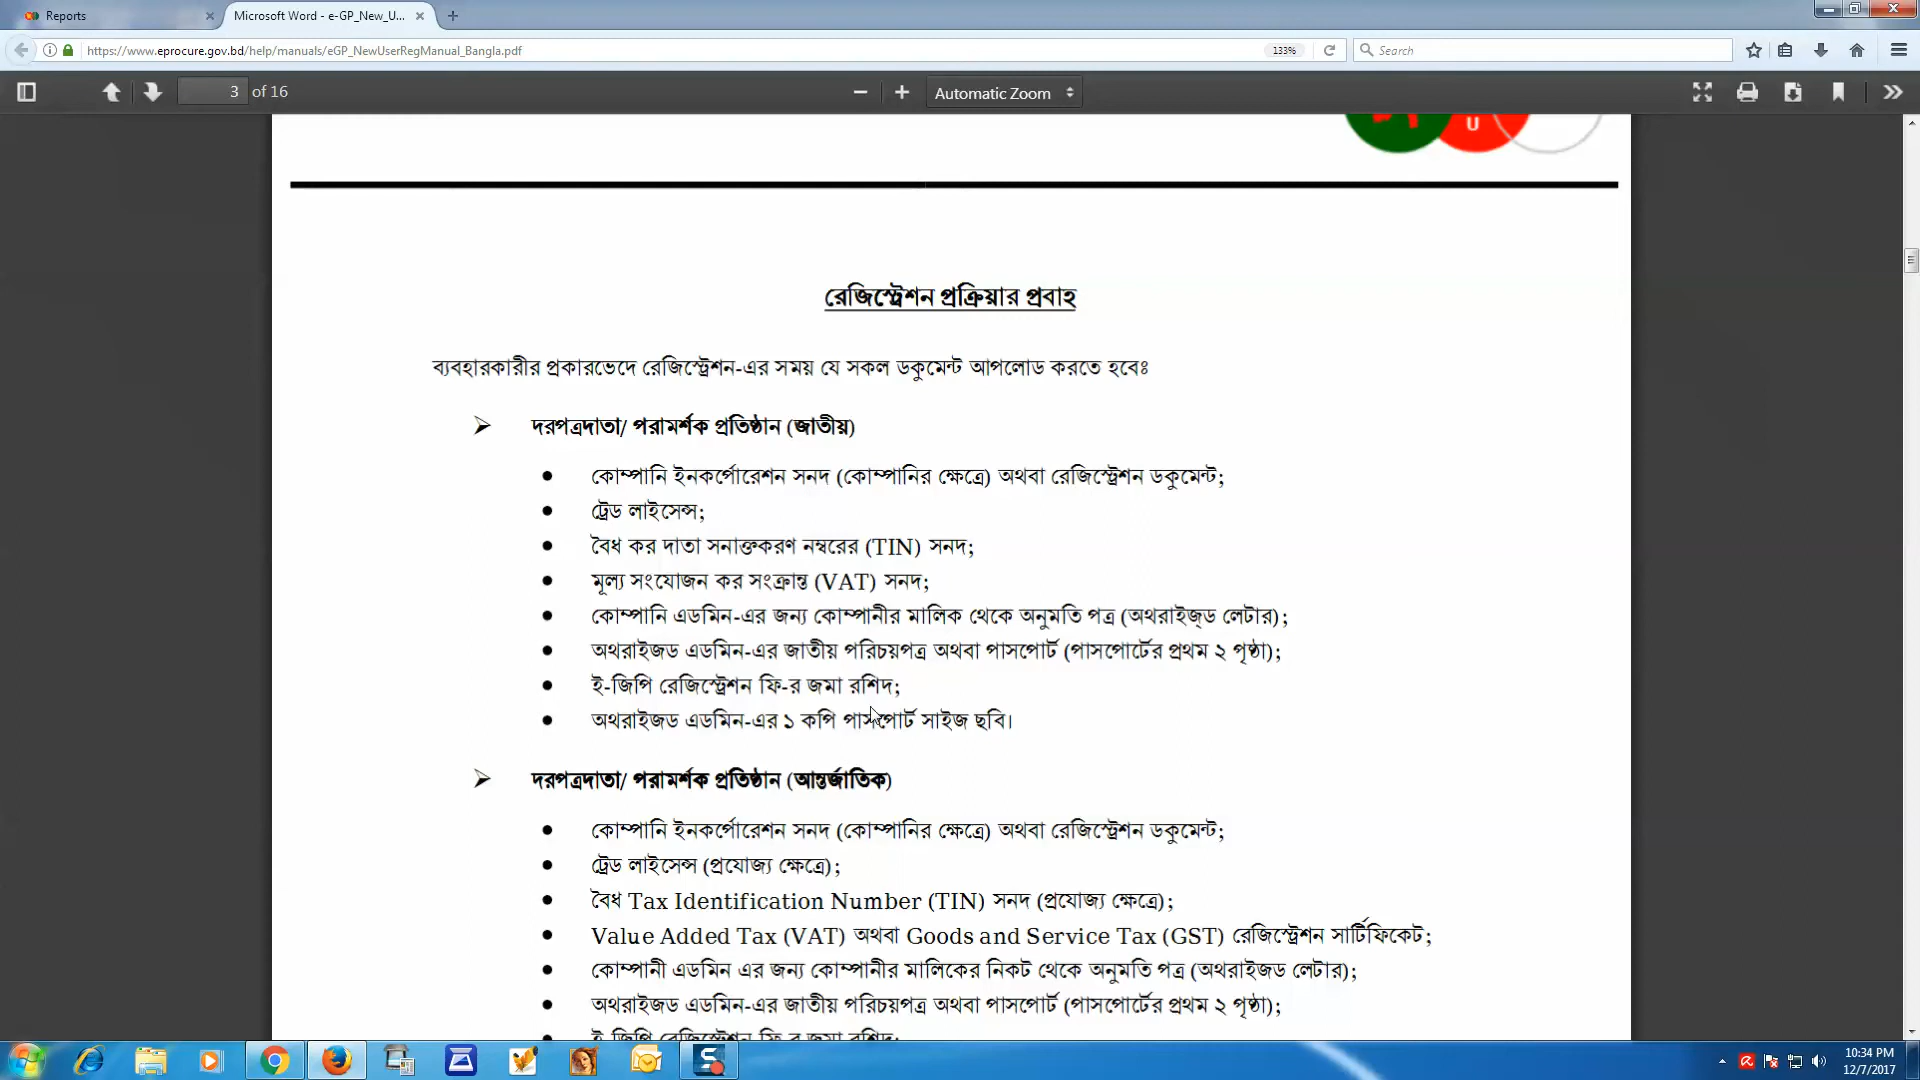 Reports
Microsoft Word - e-GP_New_U...
https://www.eprocure.gov.bd/help/manuals/eGP_NewUserRegManual_Bangla.pdf
133%
Search
3 of 16
Automatic Zoom
U
রেজিস্ট্রেশন প্রক্রিয়ার প্রবাহ
ব্যবহারকারীর প্রকারভেদে রেজিস্ট্রেশন-এর সময় যে সকল ডকুমেন্ট আপলোড করতে হবেঃ
➢ দরপত্রদাতা/ পরামর্শক প্রতিষ্ঠান (জাতীয়)
• কোম্পানি ইনকর্পোরেশন সনদ (কোম্পানির ক্ষেত্রে) অথবা রেজিস্ট্রেশন ডকুমেন্ট;
• ট্রেড লাইসেন্স;
• বৈধ কর দাতা সনাক্তকরণ নম্বরের (TIN) সনদ;
• মূল্য সংযোজন কর সংক্রান্ত (VAT) সনদ;
• কোম্পানি এডমিন-এর জন্য কোম্পানীর মালিক থেকে অনুমতি পত্র (অথরাইজ্‌ড লেটার);
• অথরাইজড এডমিন-এর জাতীয় পরিচয়পত্র অথবা পাসপোর্ট (পাসপোর্টের প্রথম ২ পৃষ্ঠা);
• ই-জিপি রেজিস্ট্রেশন ফি-র জমা রশিদ;
• অথরাইজড এডমিন-এর ১ কপি পাসপোর্ট সাইজ ছবি।
➢ দরপত্রদাতা/ পরামর্শক প্রতিষ্ঠান (আন্তর্জাতিক)
• কোম্পানি ইনকর্পোরেশন সনদ (কোম্পানির ক্ষেত্রে) অথবা রেজিস্ট্রেশন ডকুমেন্ট;
• ট্রেড লাইসেন্স (প্রযোজ্য ক্ষেত্রে);
• বৈধ Tax Identification Number (TIN) সনদ (প্রযোজ্য ক্ষেত্রে);
• Value Added Tax (VAT) অথবা Goods and Service Tax (GST) রেজিস্ট্রেশন সার্টিফিকেট;
• কোম্পানী এডমিন এর জন্য কোম্পানীর মালিকের নিকট থেকে অনুমতি পত্র (অথরাইজড লেটার);
• অথরাইজড এডমিন-এর জাতীয় পরিচয়পত্র অথবা পাসপোর্ট (পাসপোর্টের প্রথম ২ পৃষ্ঠা);
• ই-জিপি রেজিস্ট্রেশন ফি-র জমা রশিদ;
10:34 PM
12/7/2017